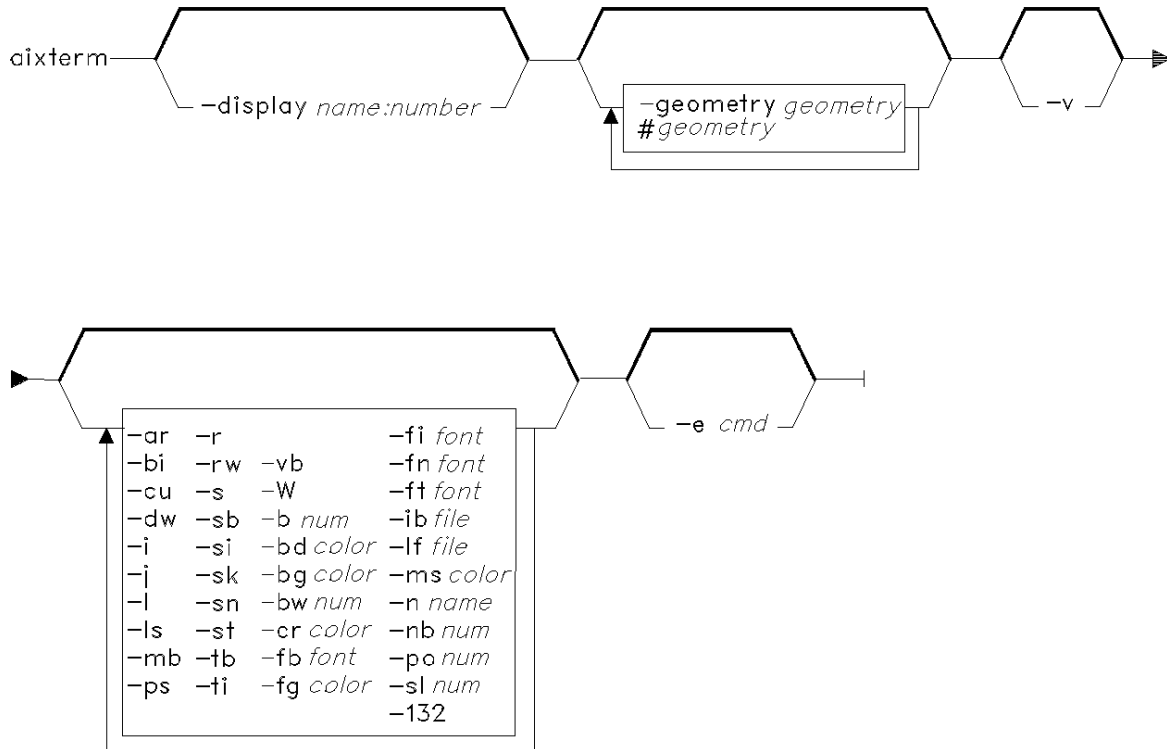 aixterm
-display name:number
-geometry geometry
#geometry
-v
-ar -r -fi font
-bi -rw -vb -fn font
-cu -s -W -ft font
-dw -sb -b num -ib file
-i -si -bd color -lf file
-j -sk -bg color -ms color
-l -sn -bw num -n name
-ls -st -cr color -nb num
-mb -tb -fb font -po num
-ps -ti -fg color -sl num
-132
-e cmd